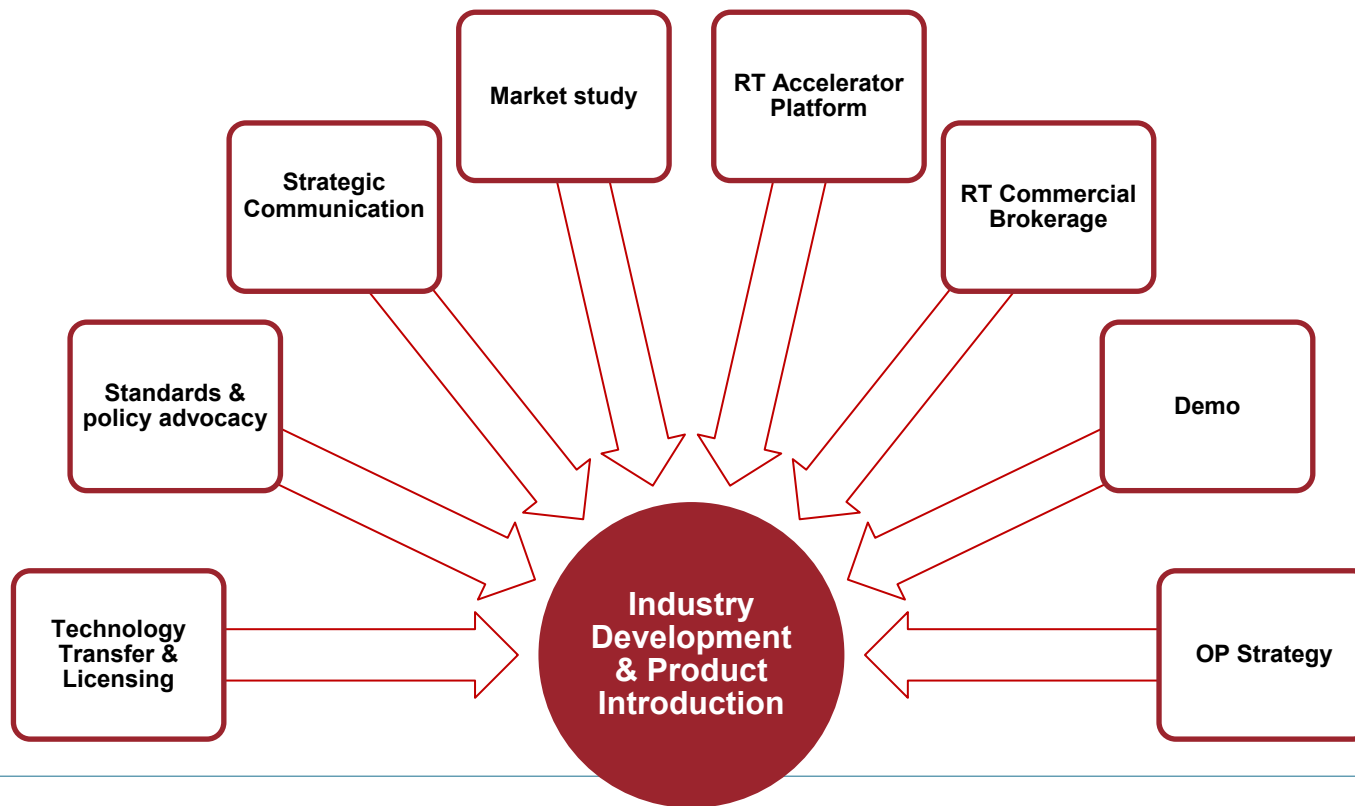 Market study
RT Accelerator
Platform
Strategic
Communication
RT Commercial
Brokerage
Standards &
policy advocacy
Demo
Technology
Transfer &
Licensing
Industry
Development
& Product
Introduction
OP Strategy